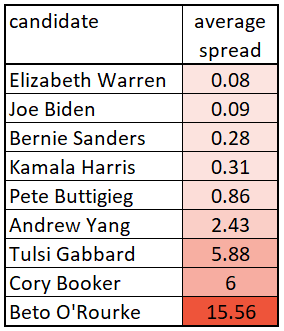 candidate average
spread
Elizabeth Warren 0.08
Joe Biden 0.09
Bernie Sanders 0.28
Kamala Harris 0.31
Pete Buttigieg 0.86
Andrew Yang 2.43
Tulsi Gabbard 5.88
Cory Booker 6
Beto O'Rourke 15.56